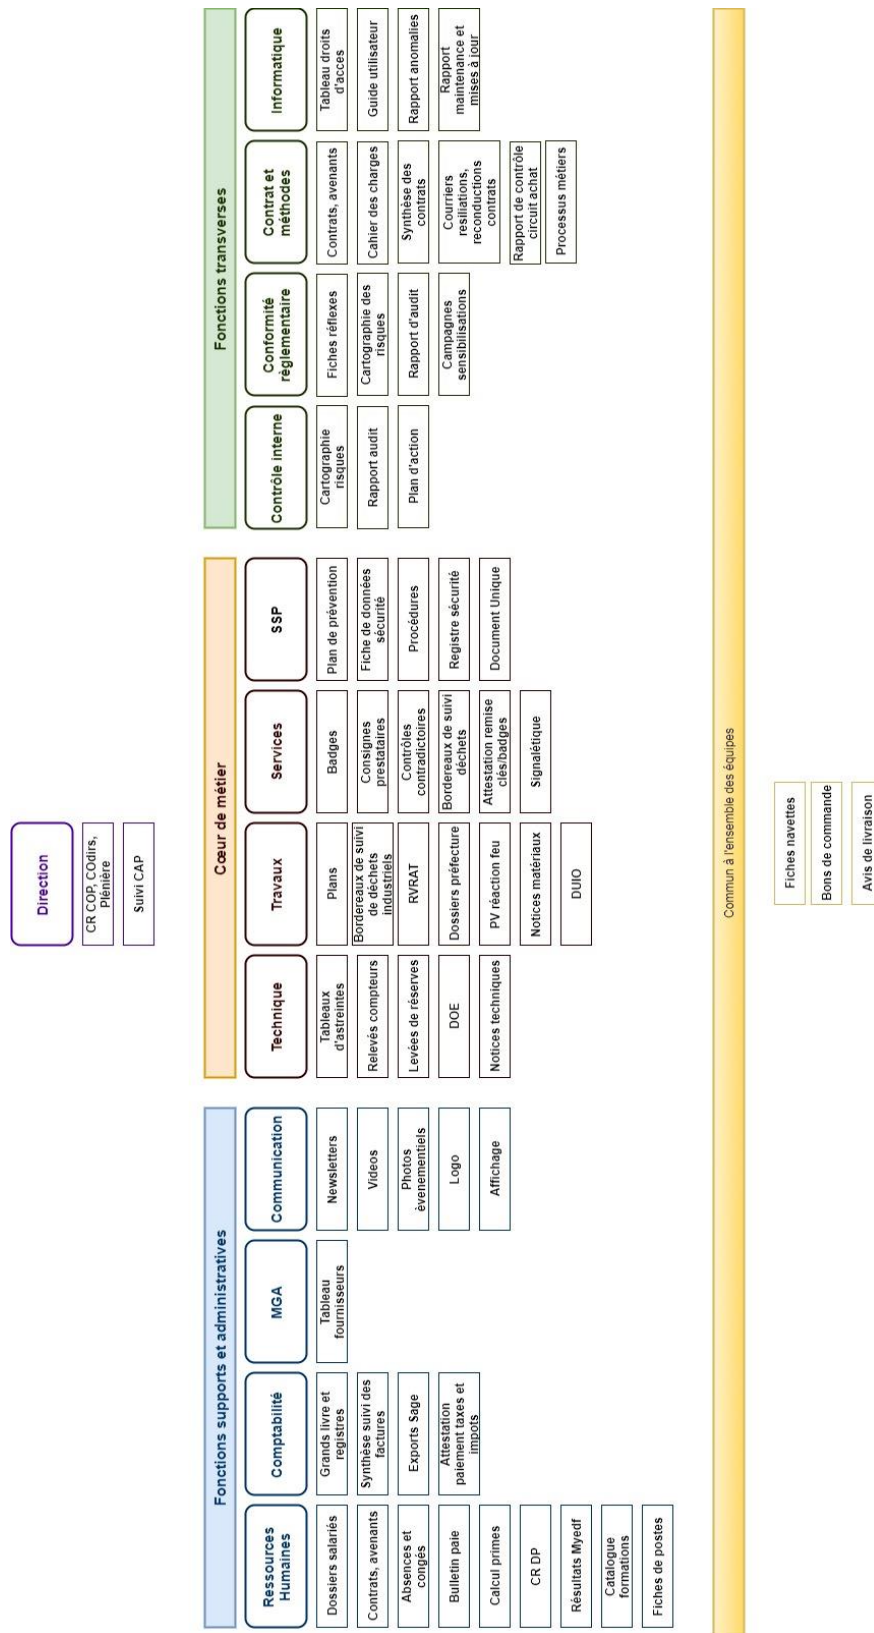 Direction
CR COP, COdirs,
Plénière
Suivi CAP
Fonctions supports et administratives
Ressources
Humaines
Dossiers salariés
Contrats, avenants
Absences et
congés
Bulletin paie
Calcul primes
CR DP
Résultats Myedf
Catalogue
formations
Fiches de postes
Comptabilité
Grands livre et
registres
Synthèse suivi des
factures
Exports Sage
Attestation
paiement taxes et
impots
MGA
Tableau
fournisseurs
Communication
Newsletters
Videos
Photos
évenementiels
Logo
Affichage
Cœur de métier
Technique
Tableaux
d'astreintes
Relevés compteurs
Levées de réserves
DOE
Notices techniques
Travaux
Plans
Bordereaux de suivi
de déchets
industriels
RVRAT
Dossiers préfecture
PV réaction feu
Notices matériaux
DUIO
Services
Badges
Consignes
prestataires
Contrôles
contradictoires
Bordereaux de suivi
déchets
Attestation remise
clés/badges
Signalétique
SSP
Plan de prévention
Fiche de données
sécurité
Procédures
Registre sécurité
Document Unique
Fonctions transverses
Contrôle interne
Cartographie
risques
Rapport audit
Plan d'action
Conformité
règlementaire
Fiches réflexes
Cartographie des
risques
Rapport d'audit
Campagnes
sensibilisations
Contrat et
méthodes
Contrats, avenants
Cahier des charges
Synthèse des
contrats
Courriers
resiliations,
reconductions
contrats
Rapport de contrôle
circuit achat
Processus métiers
Informatique
Tableau droits
d'acces
Guide utilisateur
Rapport anomalies
Rapport
maintenance et
mises à jour
Commun à l'ensemble des équipes
Fiches navettes
Bons de commande
Avis de livraison